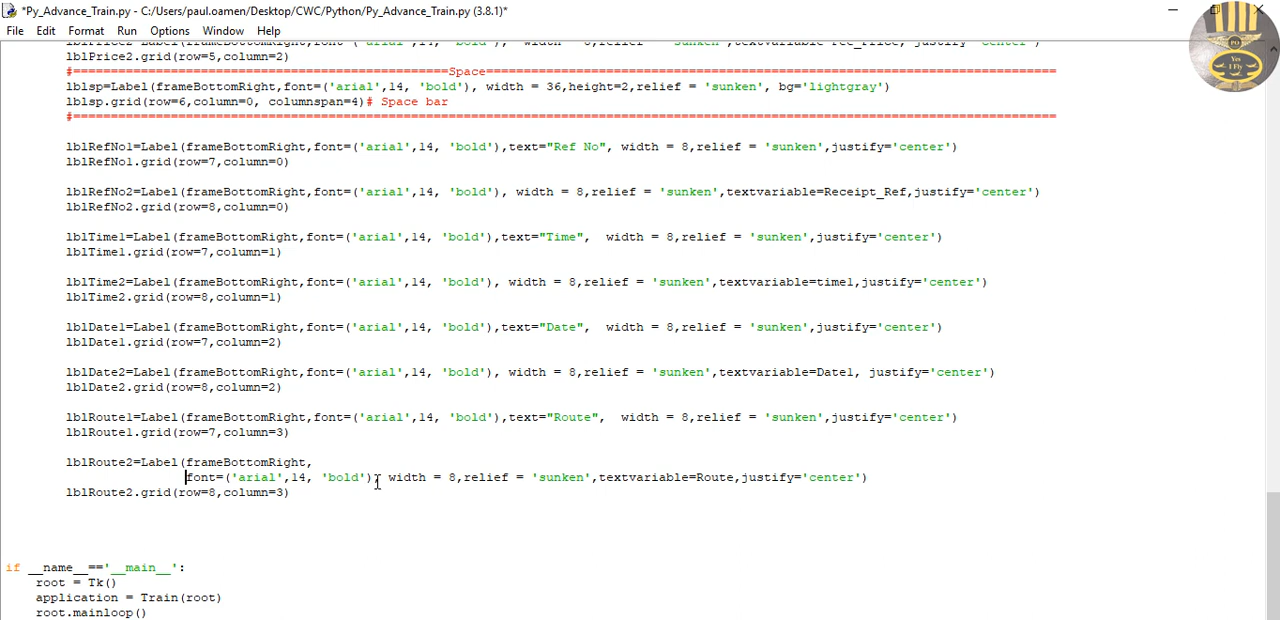 *Py_Advance_Train.py - C:/Users/paul.oamen/Desktop/CWC/Python/Py_Advance_Train.py (3.8.1)*
File Edit Format Run Options Window Help
lblPrice2.grid(row=5,column=2)
#===================================================Space============================================================================
lblsp=Label(frameBottomRight,font=('arial',14, 'bold'), width = 36,height=2,relief = 'sunken', bg='lightgray')
lblsp.grid(row=6,column=0, columnspan=4)# Space bar
#====================================================================================================================================
lblRefNo1=Label(frameBottomRight,font=('arial',14, 'bold'),text="Ref No", width = 8,relief = 'sunken',justify='center')
lblRefNo1.grid(row=7,column=0)
lblRefNo2=Label(frameBottomRight,font=('arial',14, 'bold'), width = 8,relief = 'sunken',textvariable=Receipt_Ref,justify='center')
lblRefNo2.grid(row=8,column=0)
lblTime1=Label(frameBottomRight,font=('arial',14, 'bold'),text="Time",  width = 8,relief = 'sunken',justify='center')
lblTime1.grid(row=7,column=1)
lblTime2=Label(frameBottomRight,font=('arial',14, 'bold'), width = 8,relief = 'sunken',textvariable=time1,justify='center')
lblTime2.grid(row=8,column=1)
lblDate1=Label(frameBottomRight,font=('arial',14, 'bold'),text="Date",  width = 8,relief = 'sunken',justify='center')
lblDate1.grid(row=7,column=2)
lblDate2=Label(frameBottomRight,font=('arial',14, 'bold'), width = 8,relief = 'sunken',textvariable=Date1, justify='center')
lblDate2.grid(row=8,column=2)
lblRoute1=Label(frameBottomRight,font=('arial',14, 'bold'),text="Route",  width = 8,relief = 'sunken',justify='center')
lblRoute1.grid(row=7,column=3)
lblRoute2=Label(frameBottomRight,
font=('arial',14, 'bold'), width = 8,relief = 'sunken',textvariable=Route,justify='center')
lblRoute2.grid(row=8,column=3)
if __name__=='__main__':
root = Tk()
application = Train(root)
root.mainloop()
PO
Yes
I Fly